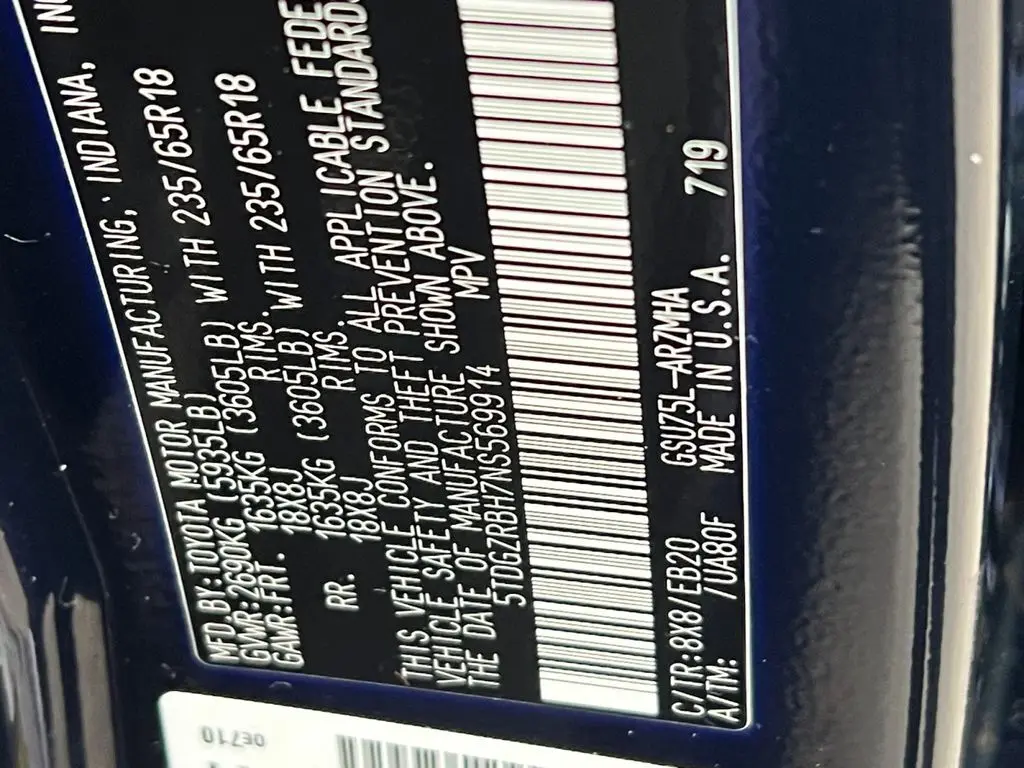 MFD.BY:TOYOTA MOTOR MANUFACTURING, INDIANA, IN
GVWR:2690KG (5935LB)
GAWR:FRT. 1635KG (3605LB) WITH 235/65R18
18X8J RIMS.
RR. 1635KG (3605LB) WITH 235/65R18
18X8J RIMS.
THIS VEHICLE CONFORMS TO ALL APPLICABLE FEDE
VEHICLE SAFETY AND THEFT PREVENTION STANDARDS
THE DATE OF MANUFACTURE SHOWN ABOVE.
5TDGZRBH7NS569914 MPV
C/TR:8X8/EB20 GSU75L-ARZMHA
A/TM: /UA80F MADE IN U.S.A. 719
0E710